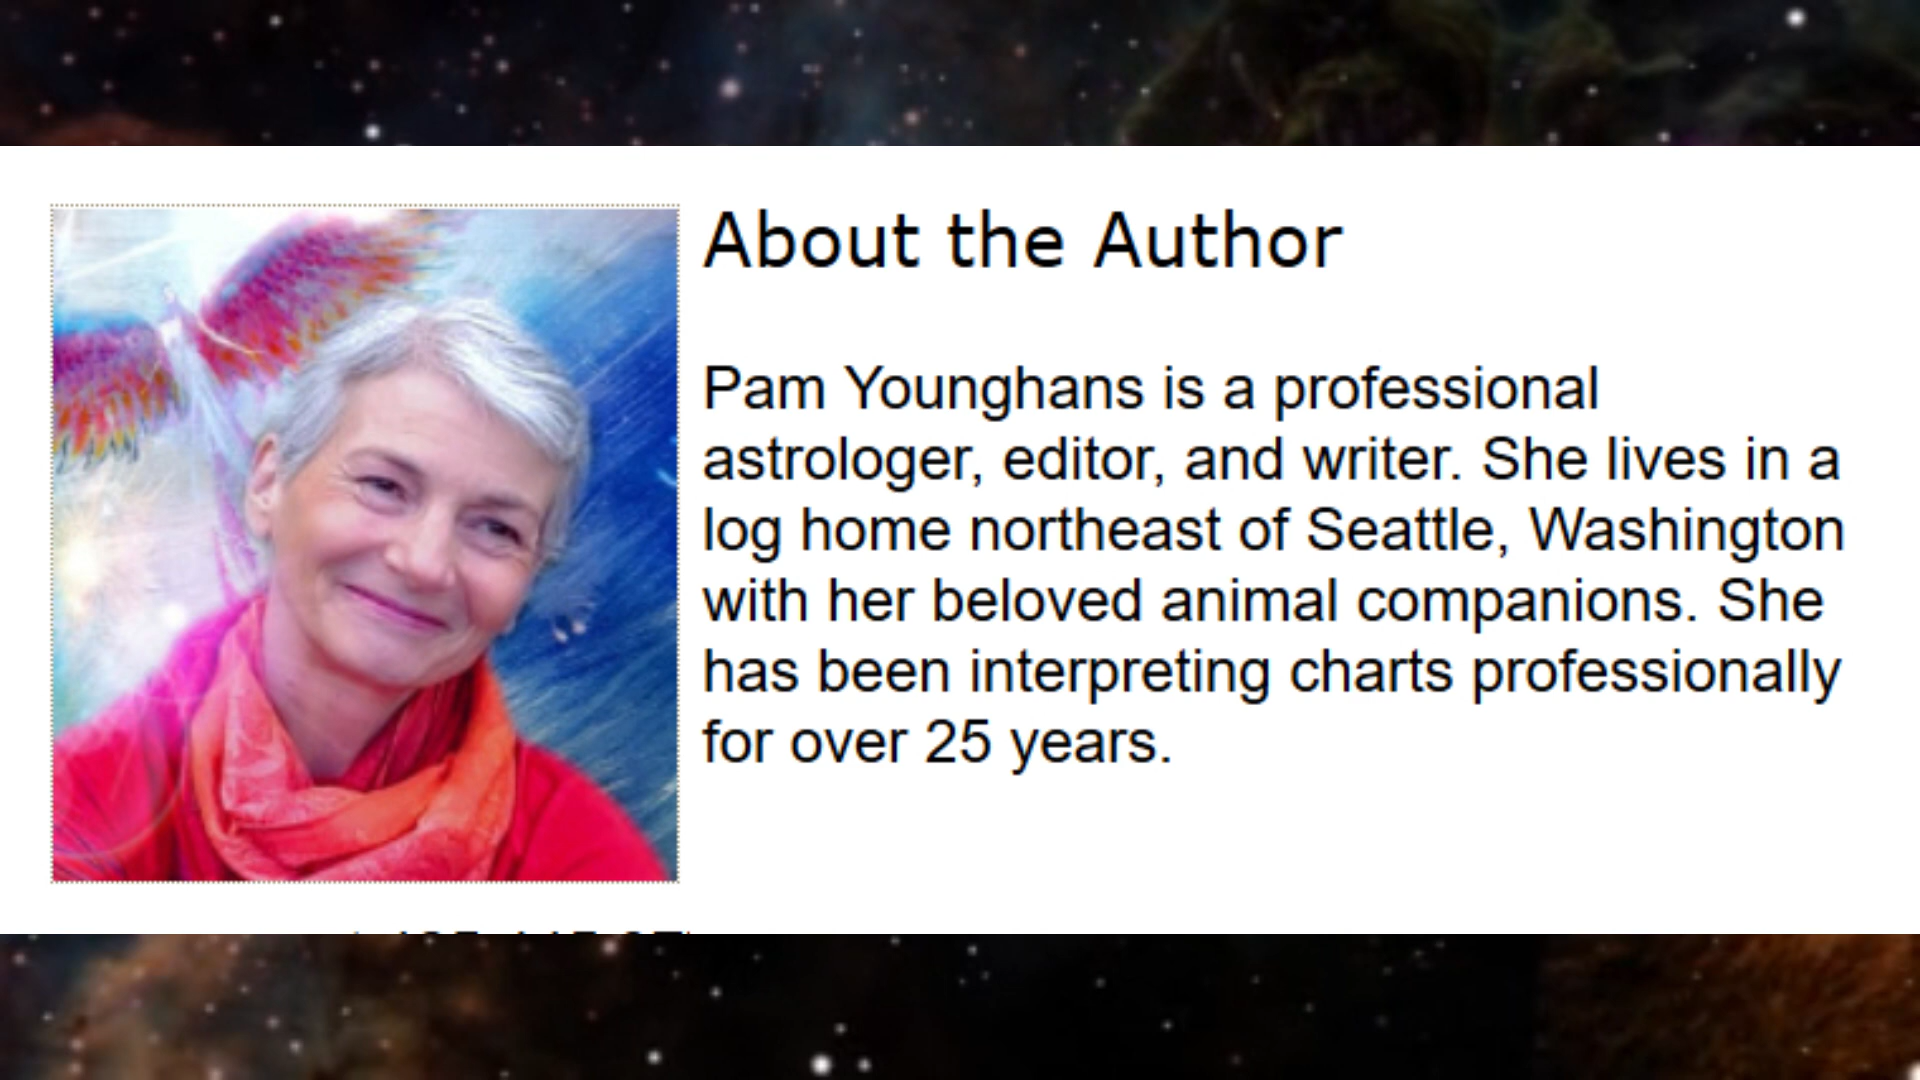 About the Author
Pam Younghans is a professional
astrologer, editor, and writer. She lives in a
log home northeast of Seattle, Washington
with her beloved animal companions. She
has been interpreting charts professionally
for over 25 years.